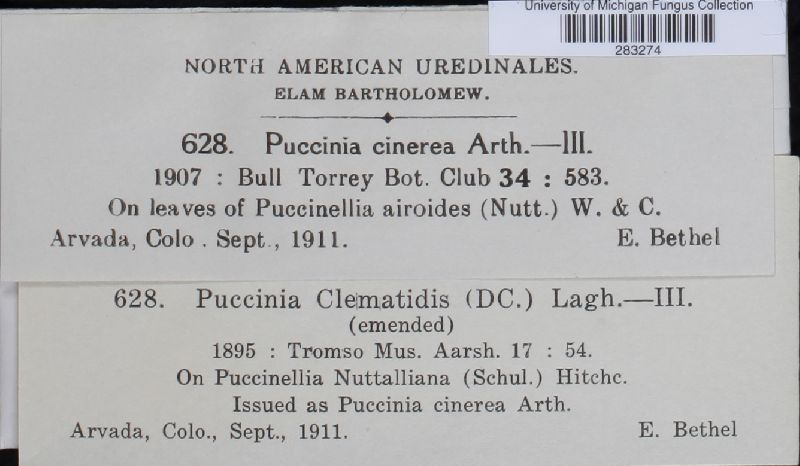 University of Michigan Fungus Collection
283274
NORTH AMERICAN UREDINALES.
ELAM BARTHOLOMEW.
628. Puccinia cinerea Arth.—III.
1907 : Bull Torrey Bot. Club 34 : 583.
On leaves of Puccinellia airoides (Nutt.) W. & C.
Arvada, Colo. Sept., 1911. E. Bethel
628. Puccinia Clematidis (DC.) Lagh.—III.
(emended)
1895 : Tromso Mus. Aarsh. 17 : 54.
On Puccinellia Nuttalliana (Schul.) Hitchc.
Issued as Puccinia cinerea Arth.
Arvada, Colo., Sept., 1911. E. Bethel